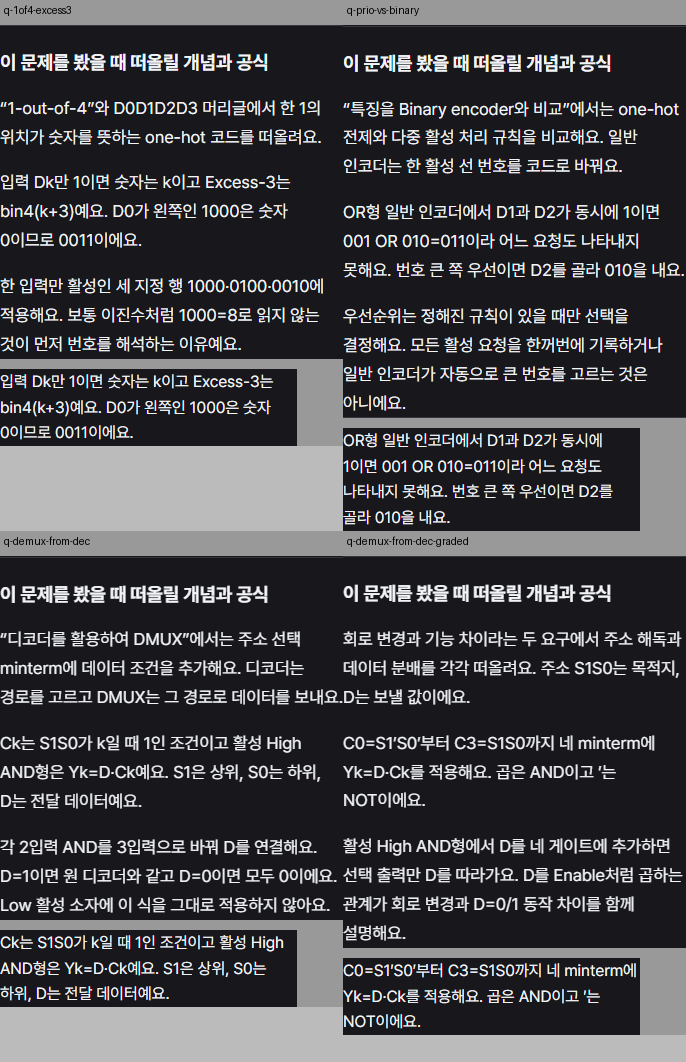 q-1of4-excess3
이 문제를 봤을 때 떠올릴 개념과 공식
“1-out-of-4”와 D0D1D2D3 머리글에서 한 1의
위치가 숫자를 뜻하는 one-hot 코드를 떠올려요.
입력 Dk만 1이면 숫자는 k이고 Excess-3는
bin4(k+3)예요. D0가 왼쪽인 1000은 숫자
0이므로 0011이에요.
한 입력만 활성인 세 지정 행 1000·0100·0010에
적용해요. 보통 이진수처럼 1000=8로 읽지 않는
것이 먼저 번호를 해석하는 이유예요.
입력 Dk만 1이면 숫자는 k이고 Excess-3는
bin4(k+3)예요. D0가 왼쪽인 1000은 숫자
0이므로 0011이에요.
q-prio-vs-binary
이 문제를 봤을 때 떠올릴 개념과 공식
“특징을 Binary encoder와 비교”에서는 one-hot
전제와 다중 활성 처리 규칙을 비교해요. 일반
인코더는 한 활성 선 번호를 코드로 바꿔요.
OR형 일반 인코더에서 D1과 D2가 동시에 1이면
001 OR 010=011이라 어느 요청도 나타내지
못해요. 번호 큰 쪽 우선이면 D2를 골라 010을 내요.
우선순위는 정해진 규칙이 있을 때만 선택을
결정해요. 모든 활성 요청을 한꺼번에 기록하거나
일반 인코더가 자동으로 큰 번호를 고르는 것은
아니에요.
OR형 일반 인코더에서 D1과 D2가 동시에
1이면 001 OR 010=011이라 어느 요청도
나타내지 못해요. 번호 큰 쪽 우선이면 D2를
골라 010을 내요.
q-demux-from-dec
이 문제를 봤을 때 떠올릴 개념과 공식
“디코더를 활용하여 DMUX”에서는 주소 선택
minterm에 데이터 조건을 추가해요. 디코더는
경로를 고르고 DMUX는 그 경로로 데이터를 보내요.
Ck는 S1S0가 k일 때 1인 조건이고 활성 High
AND형은 Yk=D·Ck예요. S1은 상위, S0는 하위,
D는 전달 데이터예요.
각 2입력 AND를 3입력으로 바꿔 D를 연결해요.
D=1이면 원 디코더와 같고 D=0이면 모두 0이에요.
Low 활성 소자에 이 식을 그대로 적용하지 않아요.
Ck는 S1S0가 k일 때 1인 조건이고 활성 High
AND형은 Yk=D·Ck예요. S1은 상위, S0는
하위, D는 전달 데이터예요.
q-demux-from-dec-graded
이 문제를 봤을 때 떠올릴 개념과 공식
회로 변경과 기능 차이라는 두 요구에서 주소 해독과
데이터 분배를 각각 떠올려요. 주소 S1S0는 목적지,
D는 보낼 값이에요.
C0=S1′S0′부터 C3=S1S0까지 네 minterm에
Yk=D·Ck를 적용해요. 곱은 AND이고 ′는
NOT이에요.
활성 High AND형에서 D를 네 게이트에 추가하면
선택 출력만 D를 따라가요. D를 Enable처럼 곱하는
관계가 회로 변경과 D=0/1 동작 차이를 함께
설명해요.
C0=S1′S0′부터 C3=S1S0까지 네 minterm에
Yk=D·Ck를 적용해요. 곱은 AND이고 ′는
NOT이에요.